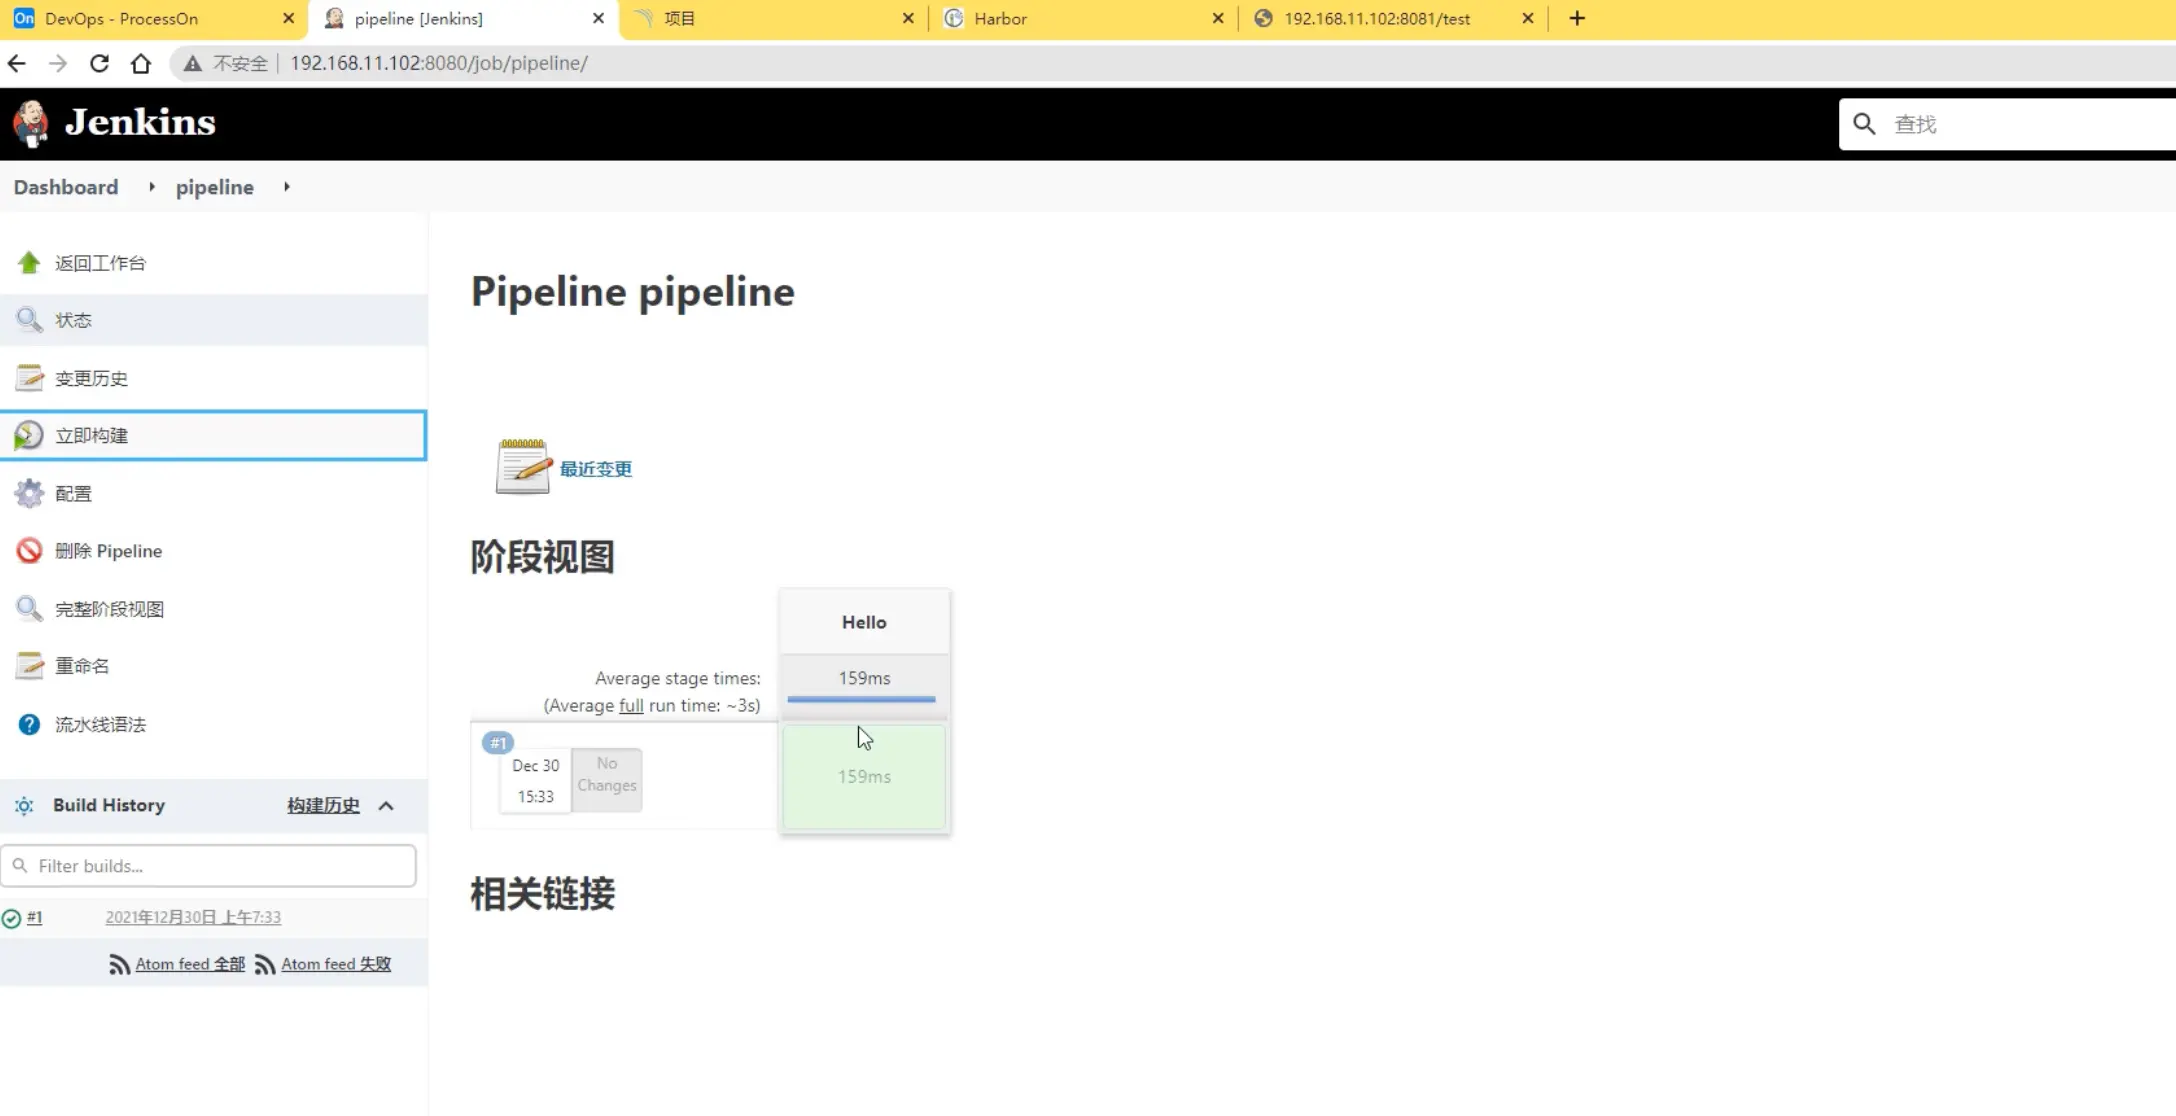 On DevOps - ProcessOn
pipeline [Jenkins]
项目
Harbor
192.168.11.102:8081/test
不安全
192.168.11.102:8080/job/pipeline/
Jenkins
查找
Dashboard
pipeline
返回工作台
状态
变更历史
立即构建
配置
删除 Pipeline
完整阶段视图
重命名
流水线语法
Build History
构建历史
Filter builds...
#1
2021年12月30日 上午7:33
Atom feed 全部
Atom feed 失败
Pipeline pipeline
最近变更
阶段视图
Hello
Average stage times:
(Average full run time: ~3s)
159ms
#1
Dec 30
15:33
No
Changes
159ms
相关链接